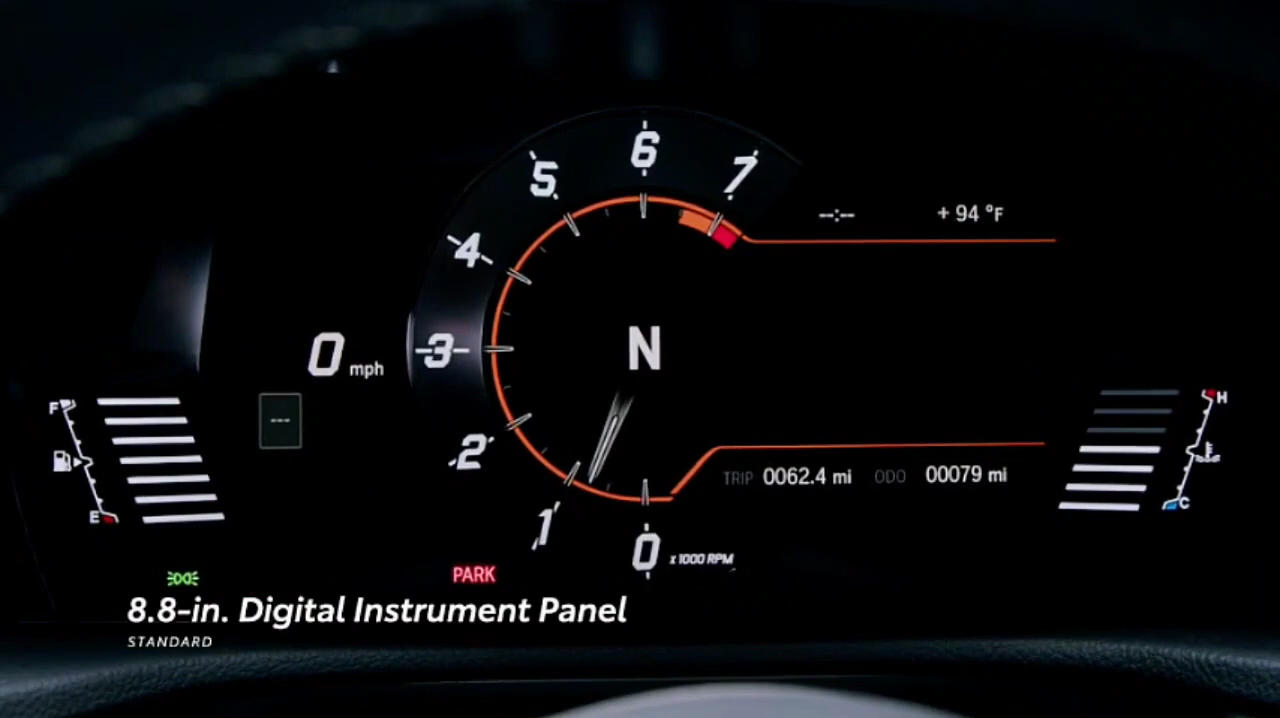 6
5
7
4
--:--
+ 94 °F
0 mph
3
N
F
H
---
2
TRIP 0062.4 mi ODO 00079 mi
E
C
1
0 x 1000 RPM
PARK
8.8-in. Digital Instrument Panel
STANDARD